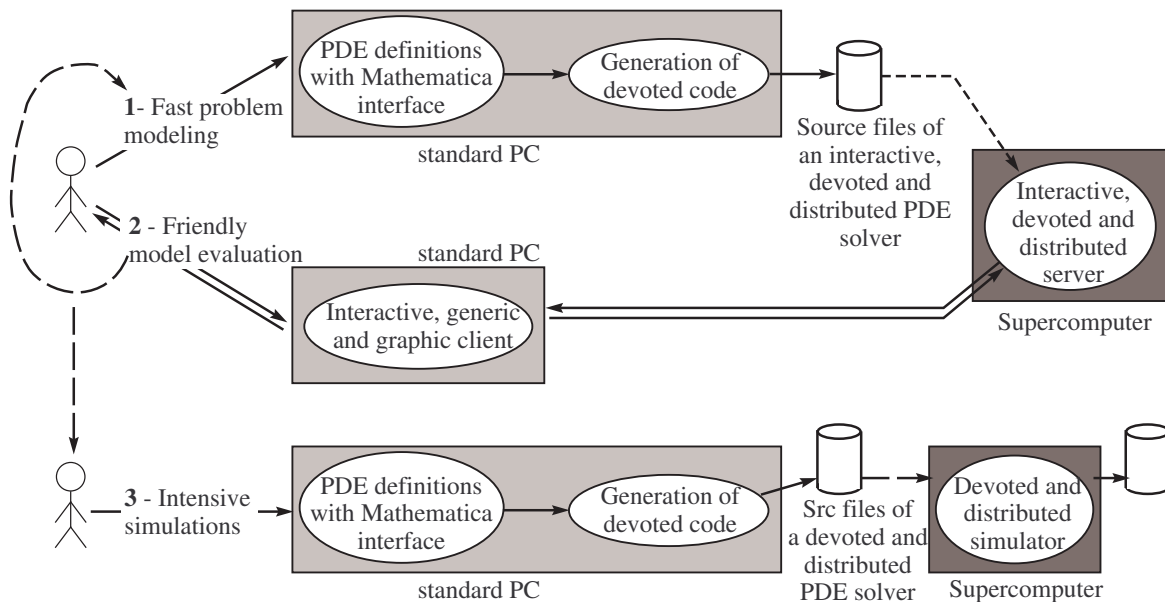 PDE definitions
with Mathematica
interface
Generation of
devoted code
1- Fast problem
modeling
standard PC
Source files of
an interactive,
devoted and
distributed PDE
solver
Interactive,
devoted and
distributed
server
Supercomputer
2 - Friendly
model evaluation
standard PC
Interactive, generic
and graphic client
3 - Intensive
simulations
PDE definitions
with Mathematica
interface
Generation of
devoted code
standard PC
Src files of
a devoted and
distributed
PDE solver
Devoted and
distributed
simulator
Supercomputer